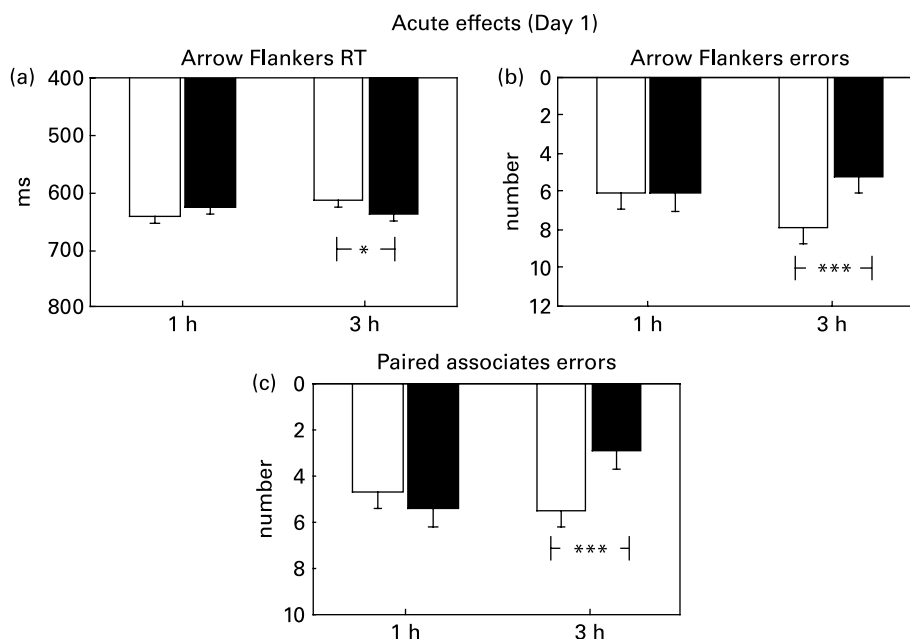 Acute effects (Day 1)
(a) Arrow Flankers RT
400
500
600
700
800
ms
*
1 h 3 h
(b) Arrow Flankers errors
0
2
4
6
8
10
12
number
***
1 h 3 h
(c) Paired associates errors
0
2
4
6
8
10
number
***
1 h 3 h